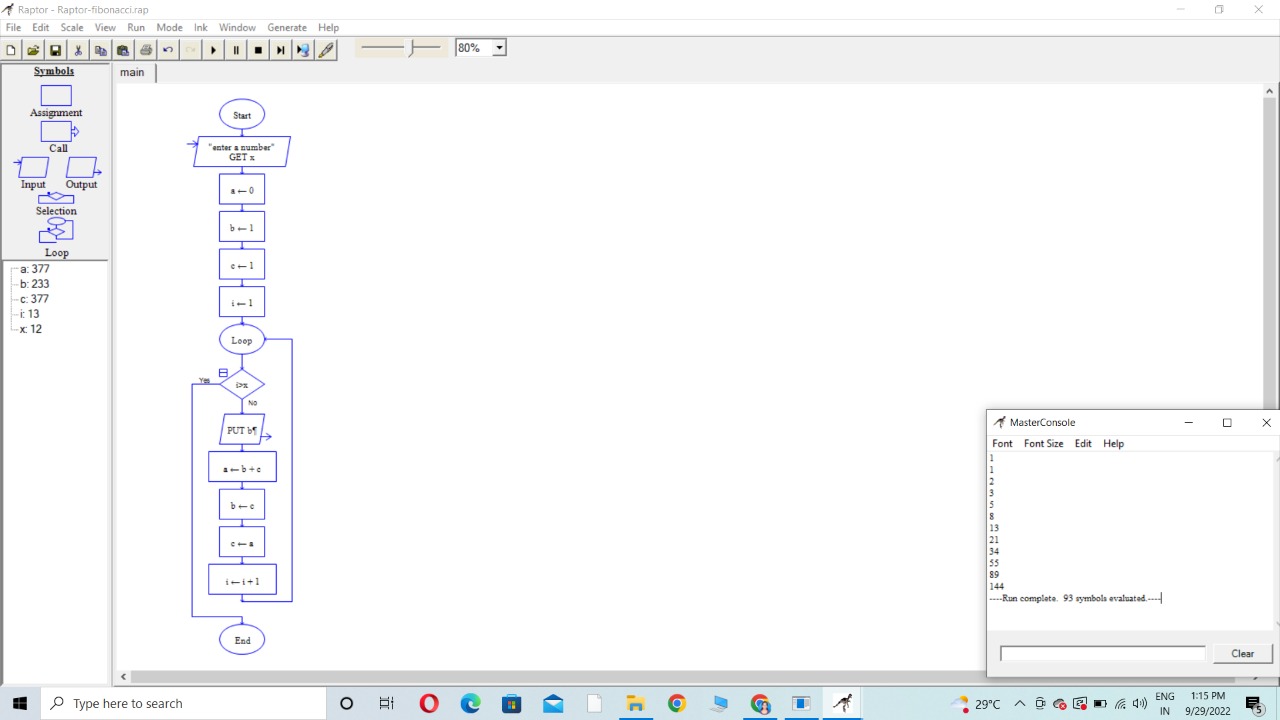 Raptor - Raptor-fibonacci.rap
File Edit Scale View Run Mode Ink Window Generate Help
80%
Symbols
Assignment
Call
Input Output
Selection
Loop
a: 377
b: 233
c: 377
i: 13
x: 12
main
Start
"enter a number"
GET x
a ← 0
b ← 1
c ← 1
i ← 1
Loop
Yes
i>x
No
PUT b¶
a ← b + c
b ← c
c ← a
i ← i + 1
End
MasterConsole
Font Font Size Edit Help
1
1
2
3
5
8
13
21
34
55
89
144
----Run complete.  93 symbols evaluated.----
Clear
Type here to search
29°C
ENG
IN
1:15 PM
9/29/2022
5